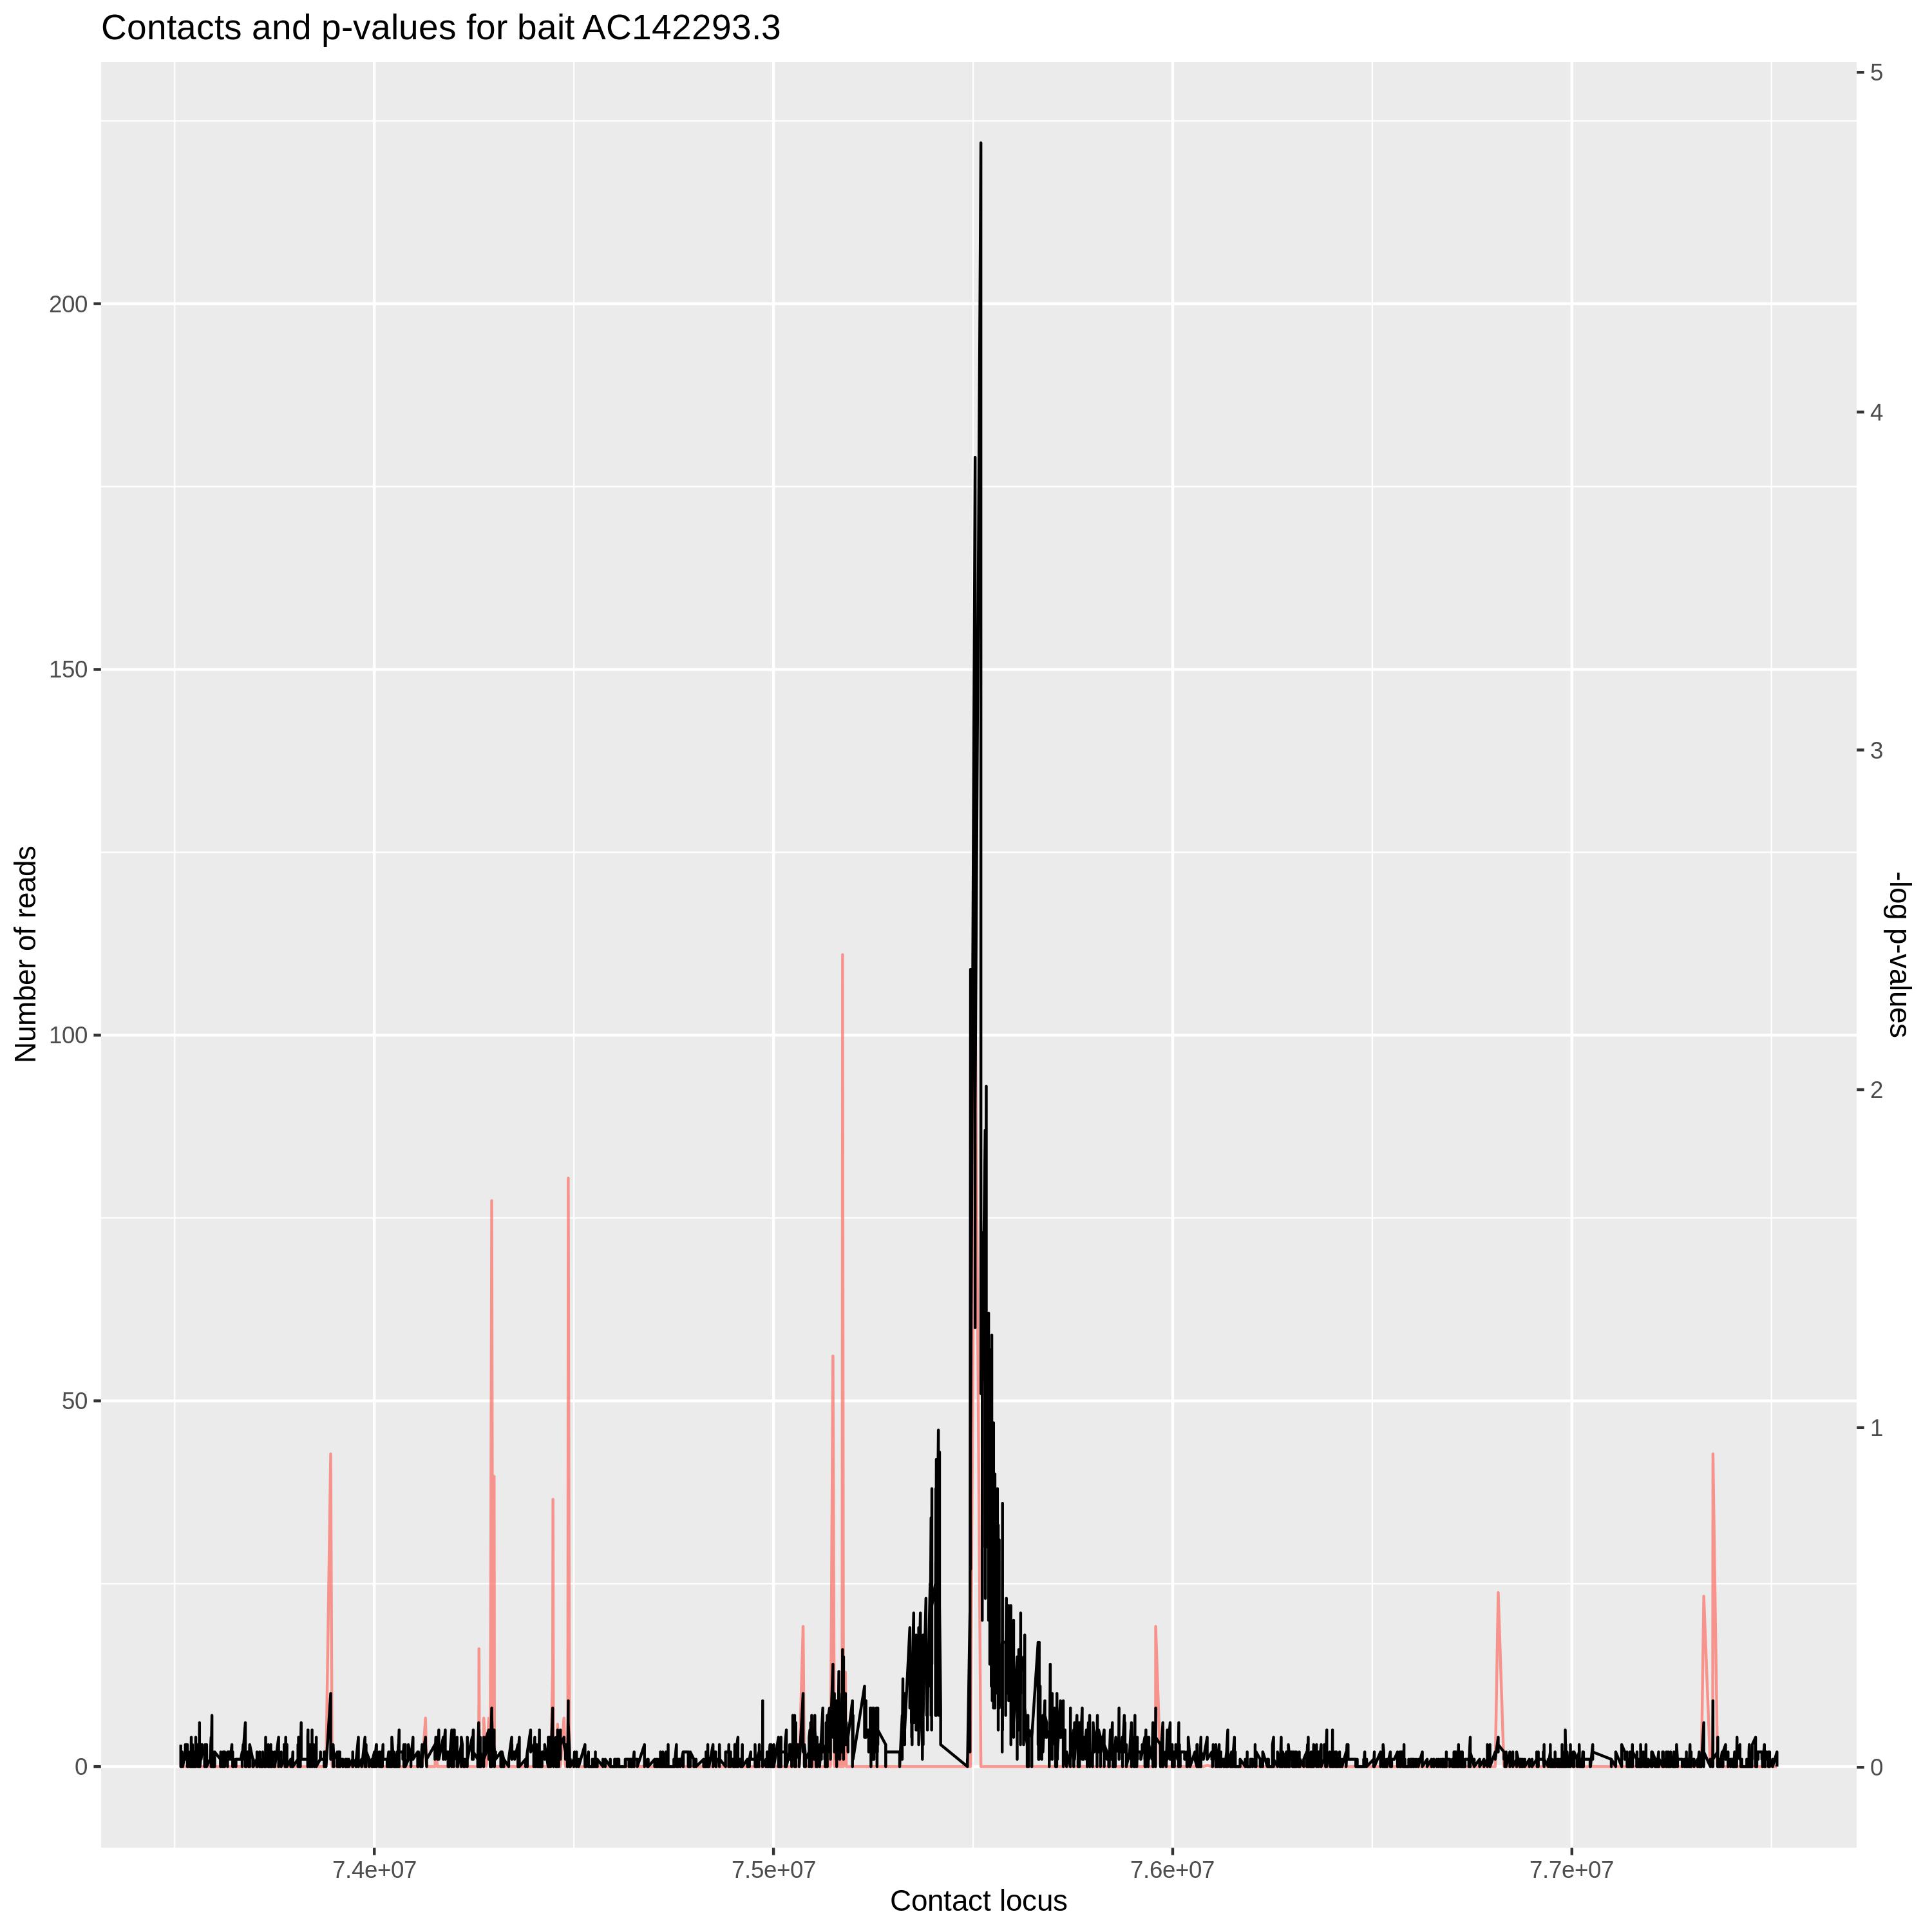 Contacts and p-values for bait AC142293.3
5
200
4
150
3
Number of reads
-log p-values
100
2
50
1
0
0
7.4e+07
7.5e+07
7.6e+07
7.7e+07
Contact locus